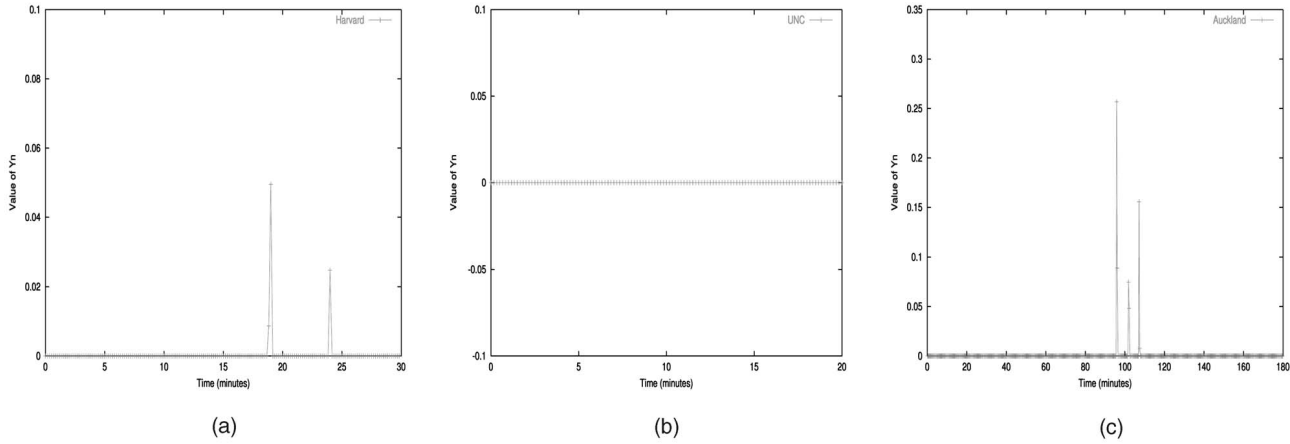 0.1
0.08
0.06
0.04
0.02
0
Value of Yn
Harvard
0 5 10 15 20 25 30
Time (minutes)
(a)
0.1
0.05
0
-0.05
-0.1
Value of Yn
UNC
0 5 10 15 20
Time (minutes)
(b)
0.35
0.3
0.25
0.2
0.15
0.1
0.05
0
Value of Yn
Auckland
0 20 40 60 80 100 120 140 160 180
Time (minutes)
(c)